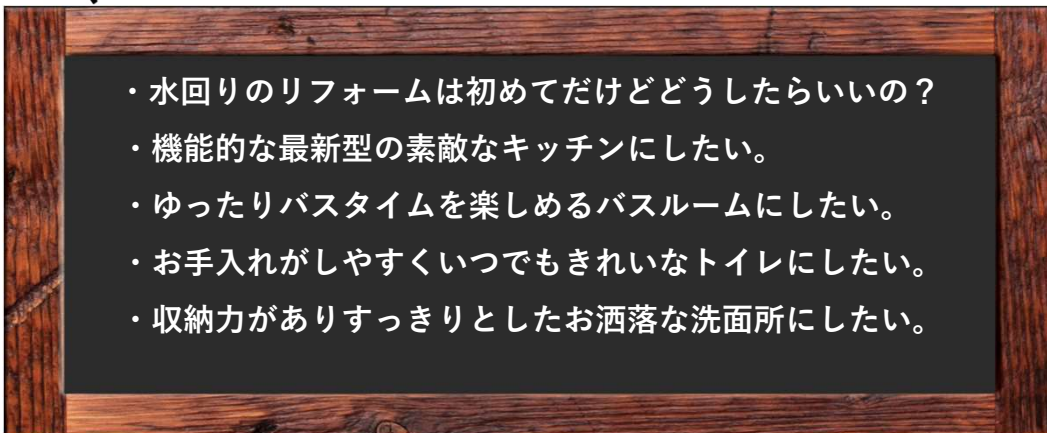 ・水回りのリフォームは初めてだけどどうしたらいいの？
・機能的な最新型の素敵なキッチンにしたい。
・ゆったりバスタイムを楽しめるバスルームにしたい。
・お手入れがしやすくいつでもきれいなトイレにしたい。
・収納力がありすっきりとしたお洒落な洗面所にしたい。